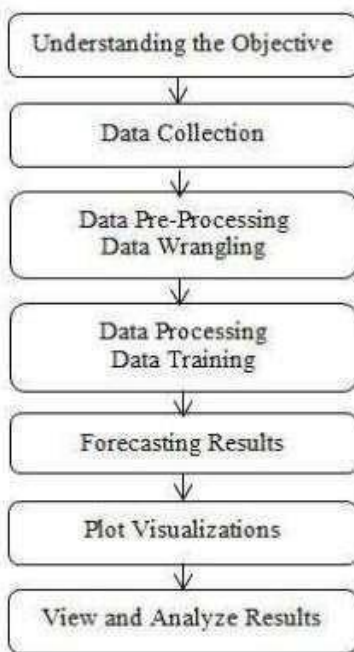 Understanding the Objective
Data Collection
Data Pre-Processing
Data Wrangling
Data Processing
Data Training
Forecasting Results
Plot Visualizations
View and Analyze Results